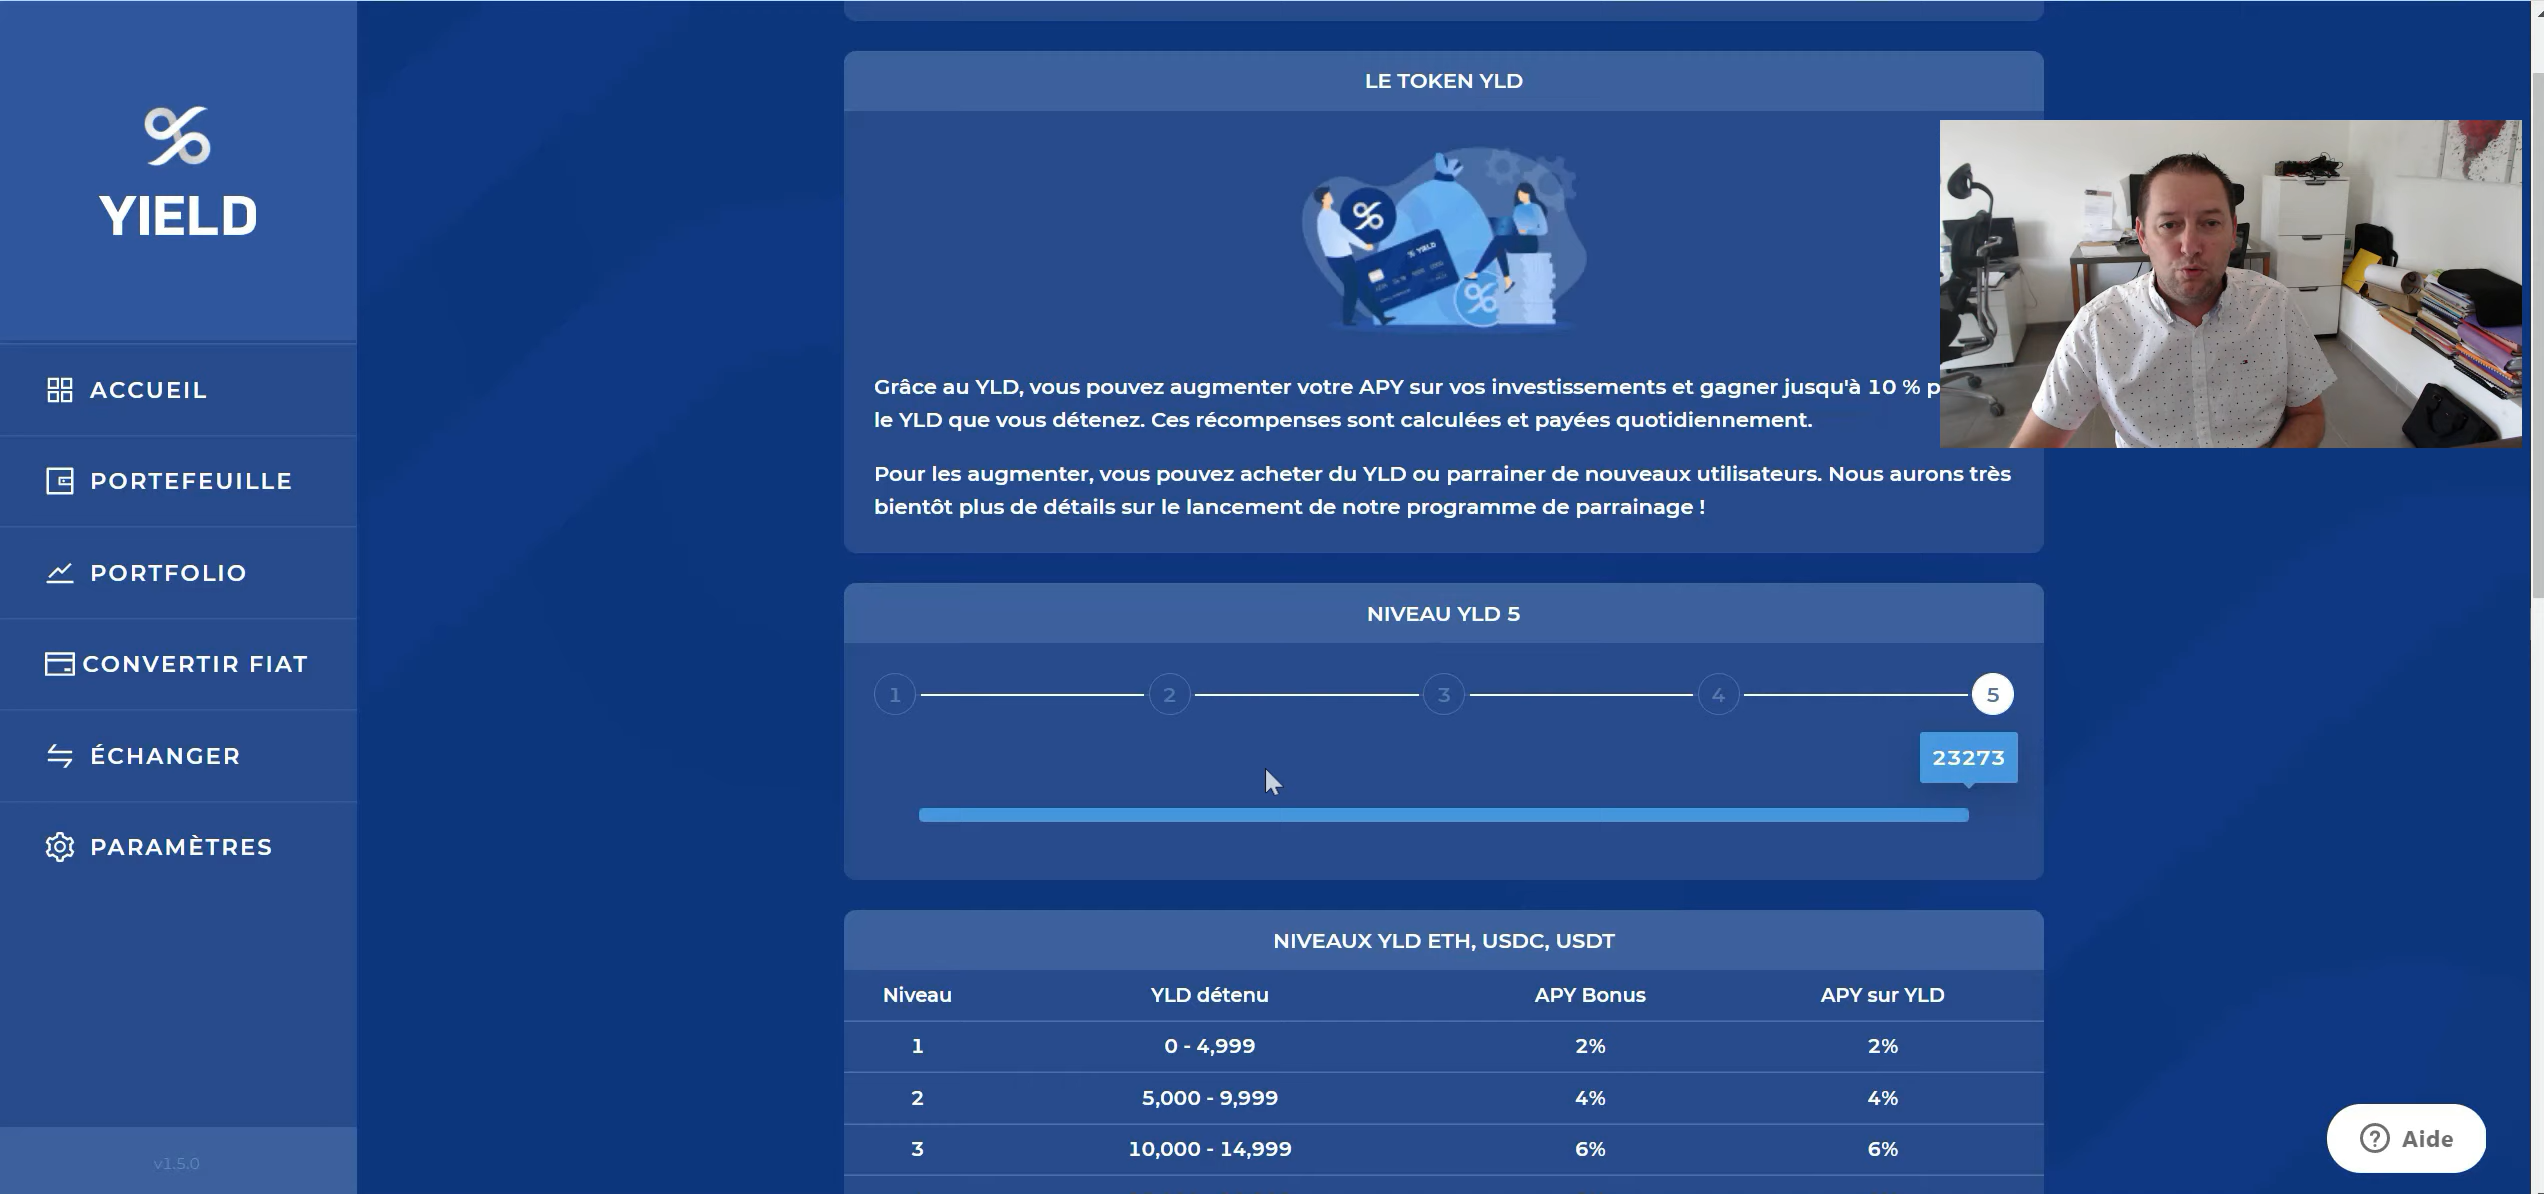 YIELD
ACCUEIL
PORTEFEUILLE
PORTFOLIO
CONVERTIR FIAT
ÉCHANGER
PARAMÈTRES
v1.5.0
LE TOKEN YLD
YIELD
Grâce au YLD, vous pouvez augmenter votre APY sur vos investissements et gagner jusqu'à 10 % p
le YLD que vous détenez. Ces récompenses sont calculées et payées quotidiennement.
Pour les augmenter, vous pouvez acheter du YLD ou parrainer de nouveaux utilisateurs. Nous aurons très
bientôt plus de détails sur le lancement de notre programme de parrainage !
NIVEAU YLD 5
1 2 3 4 5
23273
NIVEAUX YLD ETH, USDC, USDT
Niveau YLD détenu APY Bonus APY sur YLD
1 0 - 4,999 2% 2%
2 5,000 - 9,999 4% 4%
3 10,000 - 14,999 6% 6%
Aide